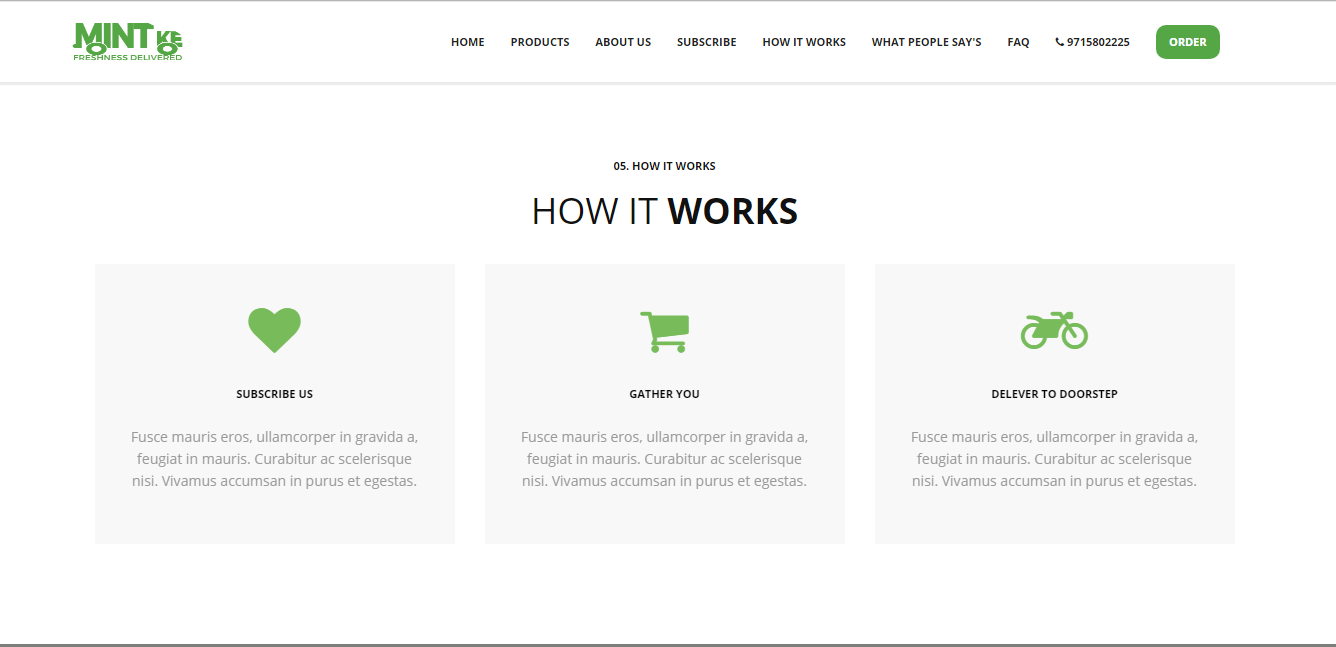 MINT KE
FRESHNESS DELIVERED
HOME PRODUCTS ABOUT US SUBSCRIBE HOW IT WORKS WHAT PEOPLE SAY'S FAQ 9715802225 ORDER
05. HOW IT WORKS
HOW IT WORKS
SUBSCRIBE US
Fusce mauris eros, ullamcorper in gravida a,
feugiat in mauris. Curabitur ac scelerisque
nisi. Vivamus accumsan in purus et egestas.
GATHER YOU
Fusce mauris eros, ullamcorper in gravida a,
feugiat in mauris. Curabitur ac scelerisque
nisi. Vivamus accumsan in purus et egestas.
DELEVER TO DOORSTEP
Fusce mauris eros, ullamcorper in gravida a,
feugiat in mauris. Curabitur ac scelerisque
nisi. Vivamus accumsan in purus et egestas.